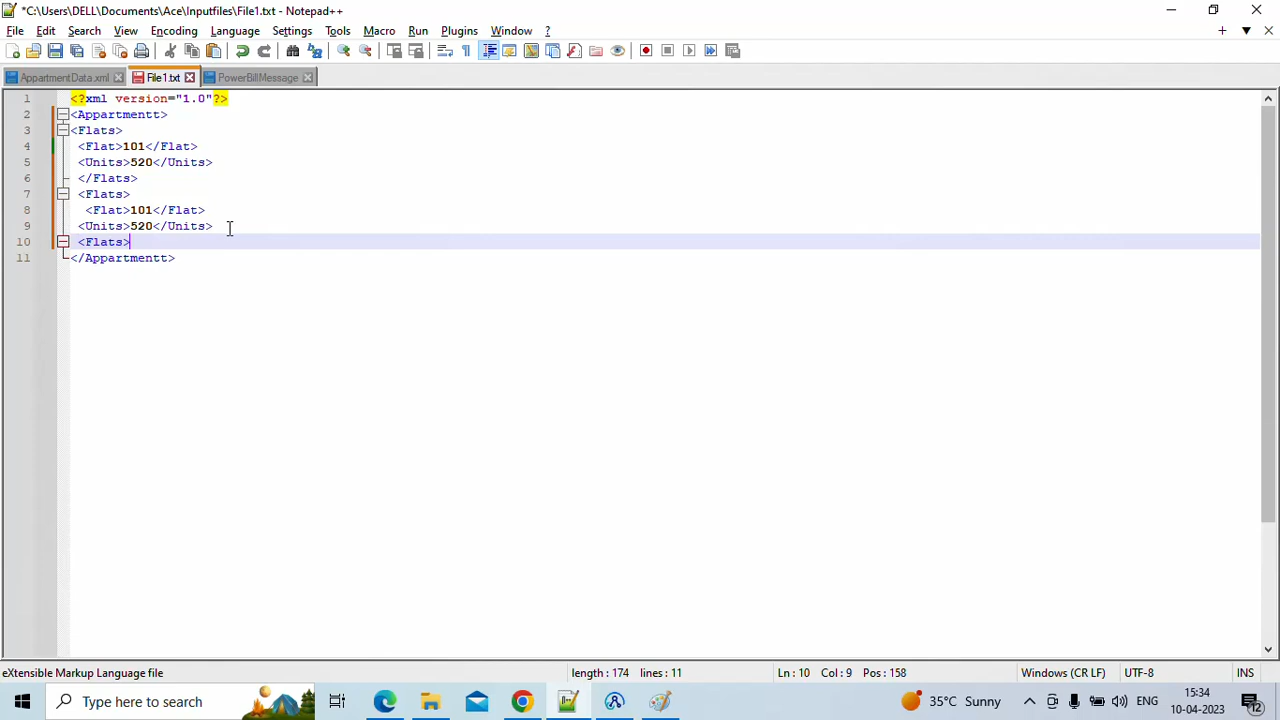 *C:\Users\DELL\Documents\Ace\Inputfiles\File1.txt - Notepad++
File Edit Search View Encoding Language Settings Tools Macro Run Plugins Window ?
AppartmentData.xml File1.txt PowerBillMessage
1 <?xml version="1.0"?>
2 <Appartmentt>
3 <Flats>
4 <Flat>101</Flat>
5 <Units>520</Units>
6 </Flats>
7 <Flats>
8 <Flat>101</Flat>
9 <Units>520</Units>
10 <Flats>
11 </Appartmentt>
eXtensible Markup Language file length : 174 lines : 11 Ln : 10 Col : 9 Pos : 158 Windows (CR LF) UTF-8 INS
Type here to search 35°C Sunny ENG 15:34
10-04-2023 12